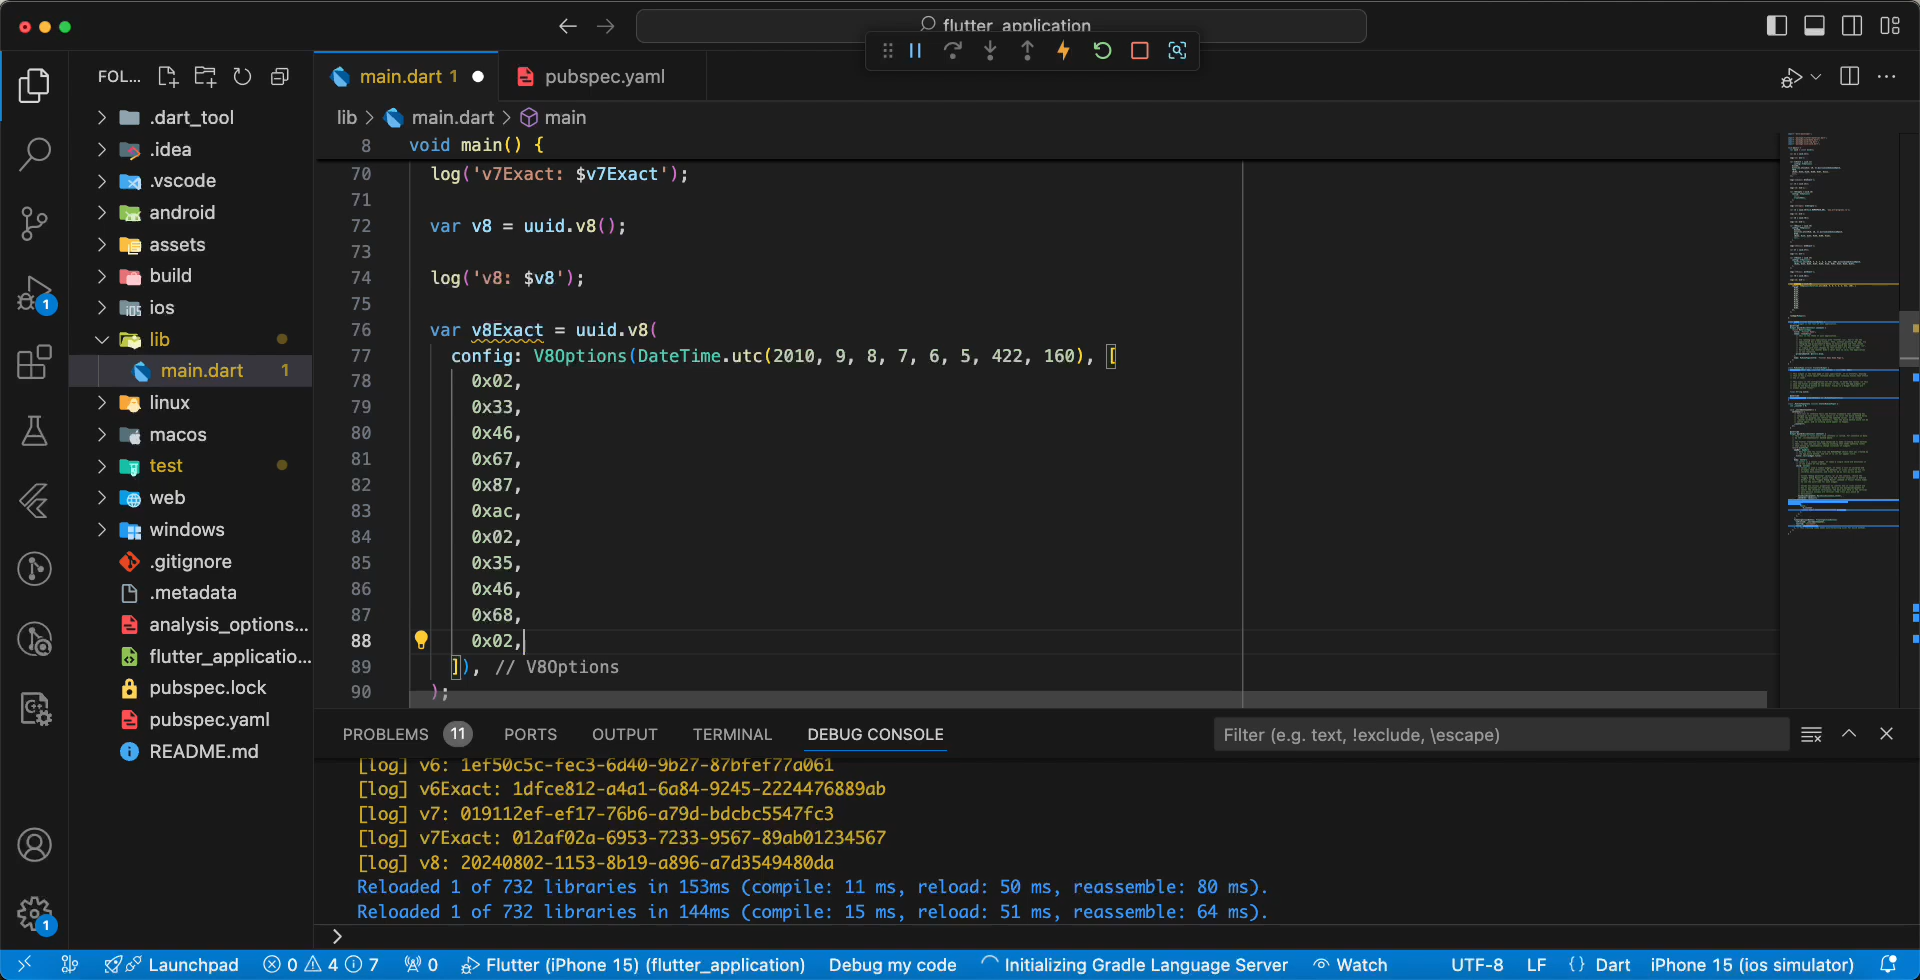 flutter_application
FOL...
.dart_tool
.idea
.vscode
android
assets
build
ios
lib
main.dart 1
linux
macos
test
web
windows
.gitignore
.metadata
analysis_options...
flutter_applicatio...
pubspec.lock
pubspec.yaml
README.md
1
1
main.dart 1
pubspec.yaml
lib > main.dart > main
8 void main() {
70 log('v7Exact: $v7Exact');
71
72 var v8 = uuid.v8();
73
74 log('v8: $v8');
75
76 var v8Exact = uuid.v8(
77 config: V8Options(DateTime.utc(2010, 9, 8, 7, 6, 5, 422, 160), [
78 0x02,
79 0x33,
80 0x46,
81 0x67,
82 0x87,
83 0xac,
84 0x02,
85 0x35,
86 0x46,
87 0x68,
88 0x02,
89 ]), // V8Options
90 );
PROBLEMS 11 PORTS OUTPUT TERMINAL DEBUG CONSOLE
Filter (e.g. text, !exclude, \escape)
[log] v6: 1ef50c5c-fec3-6d40-9b27-87bfef77a061
[log] v6Exact: 1dfce812-a4a1-6a84-9245-2224476889ab
[log] v7: 019112ef-ef17-76b6-a79d-bdcbc5547fc3
[log] v7Exact: 012af02a-6953-7233-9567-89ab01234567
[log] v8: 20240802-1153-8b19-a896-a7d3549480da
Reloaded 1 of 732 libraries in 153ms (compile: 11 ms, reload: 50 ms, reassemble: 80 ms).
Reloaded 1 of 732 libraries in 144ms (compile: 15 ms, reload: 51 ms, reassemble: 64 ms).
>
Launchpad 0 4 7 0 Flutter (iPhone 15) (flutter_application) Debug my code Initializing Gradle Language Server Watch UTF-8 LF {} Dart iPhone 15 (ios simulator)